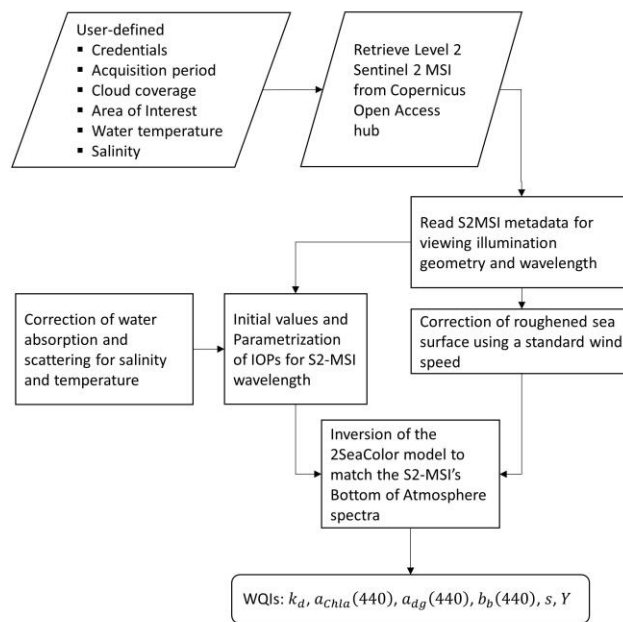 User-defined
▪ Credentials
▪ Acquisition period
▪ Cloud coverage
▪ Area of Interest
▪ Water temperature
▪ Salinity
Retrieve Level 2
Sentinel 2 MSI
from Copernicus
Open Access
hub
Read S2MSI metadata for
viewing illumination
geometry and wavelength
Correction of water
absorption and
scattering for salinity
and temperature
Initial values and
Parametrization
of IOPs for S2-MSI
wavelength
Correction of roughened sea
surface using a standard wind
speed
Inversion of the
2SeaColor model to
match the S2-MSI's
Bottom of Atmosphere
spectra
WQIs: k_d, a_{Chla}(440), a_{dg}(440), b_b(440), s, Y